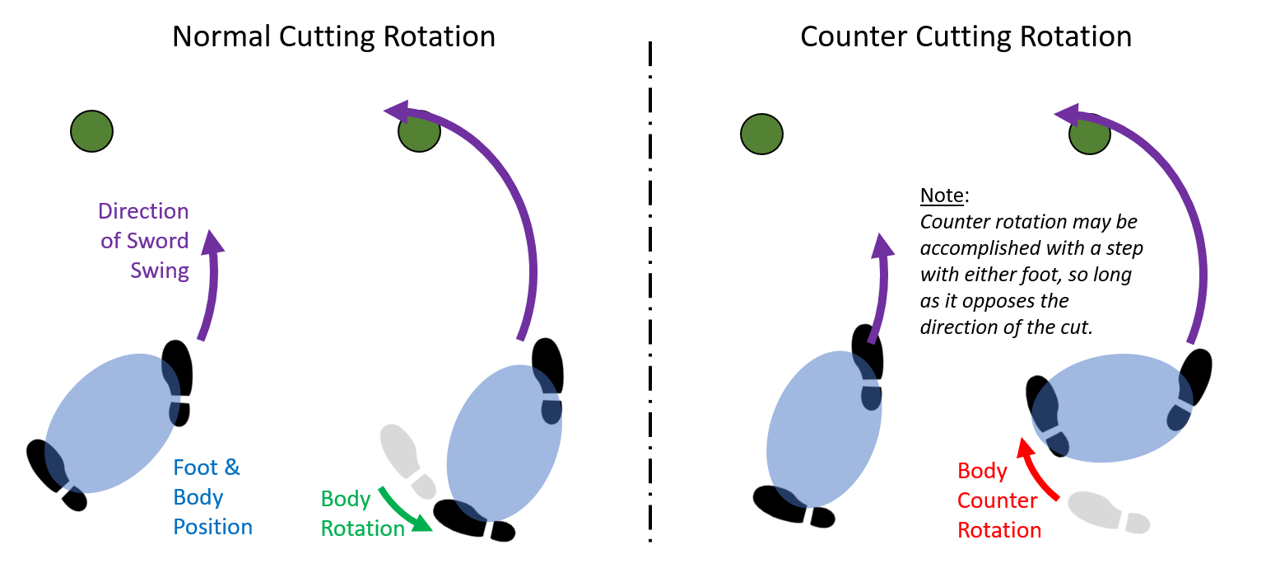 Normal Cutting Rotation
Direction
of Sword
Swing
Foot &
Body
Position
Body
Rotation
Counter Cutting Rotation
Note:
Counter rotation may be
accomplished with a step
with either foot, so long
as it opposes the
direction of the cut.
Body
Counter
Rotation